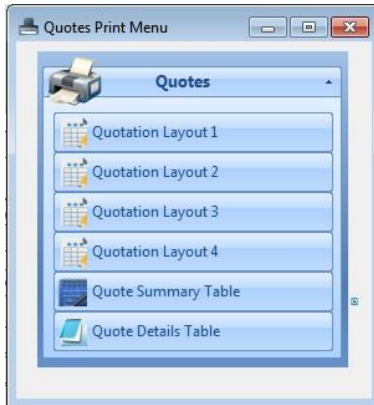 Quotes Print Menu
Quotes
Quotation Layout 1
Quotation Layout 2
Quotation Layout 3
Quotation Layout 4
Quote Summary Table
Quote Details Table